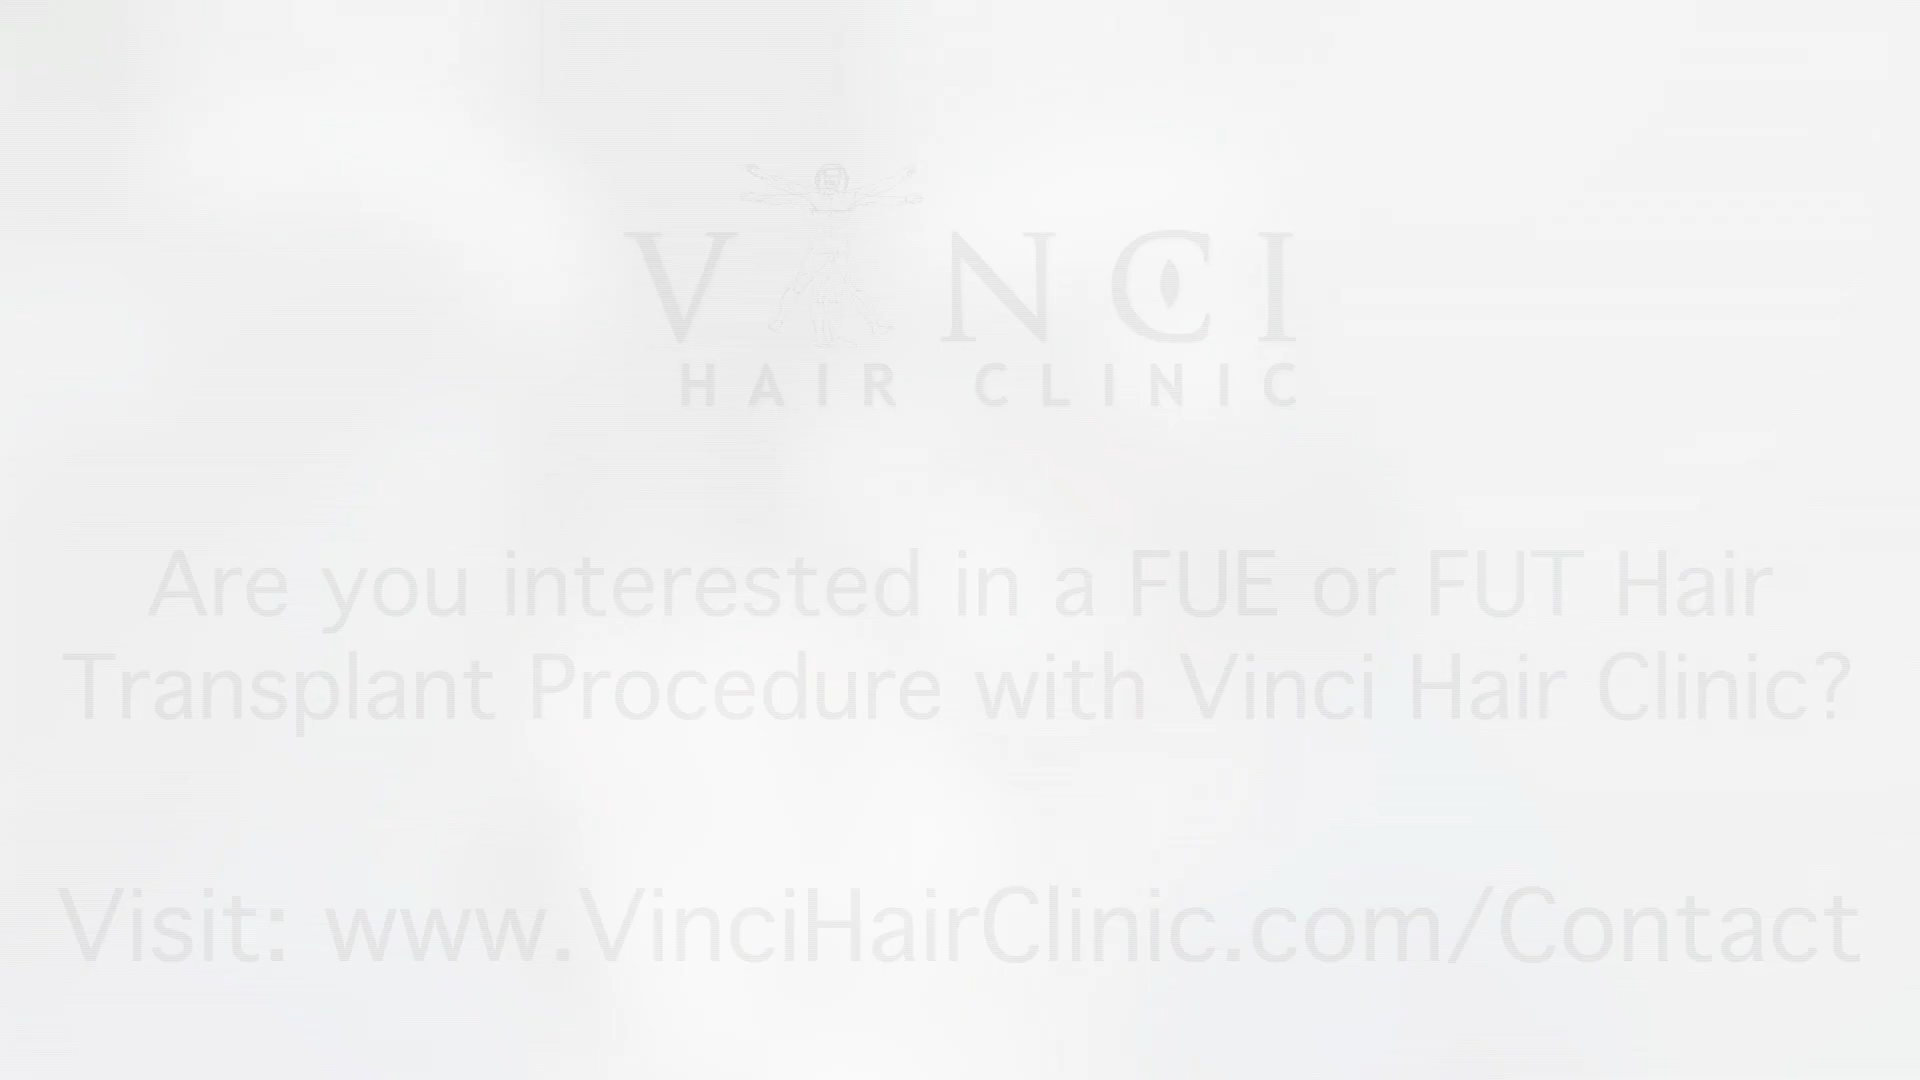 VINCI
HAIR CLINIC
Are you interested in a FUE or FUT Hair
Transplant Procedure with Vinci Hair Clinic?
Visit: www.VinciHairClinic.com/Contact